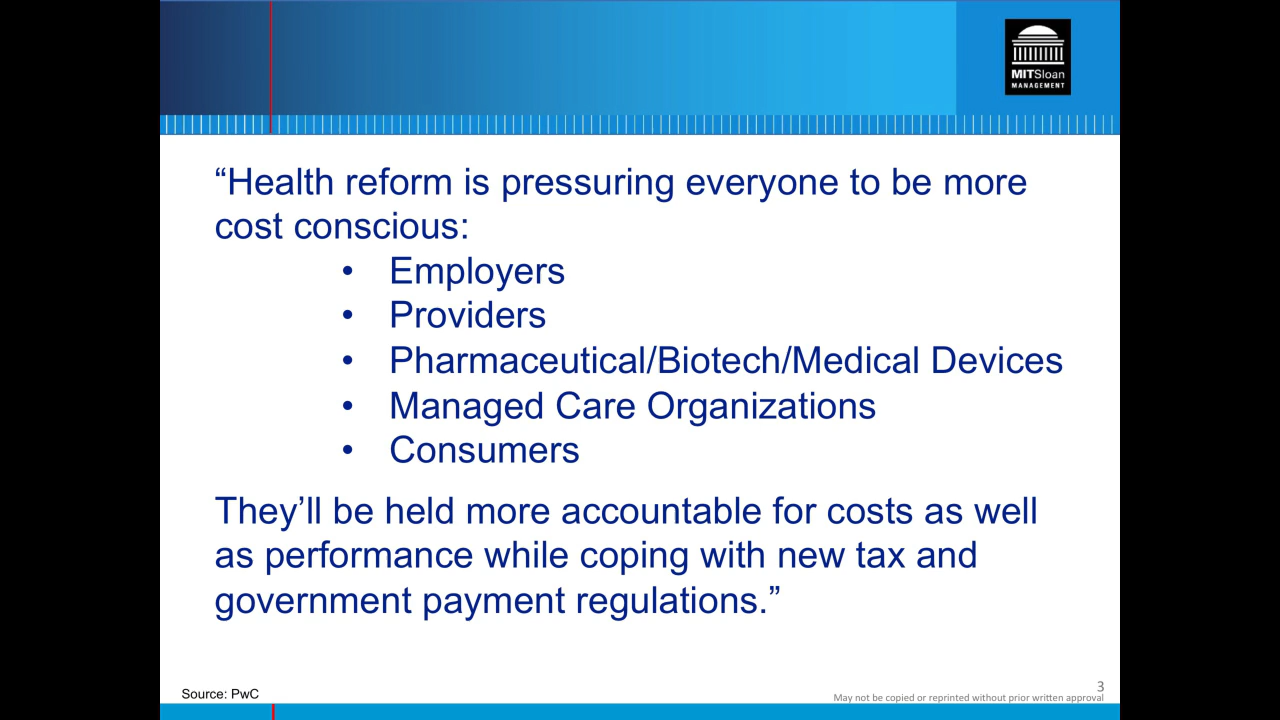 MITSloan
MANAGEMENT
“Health reform is pressuring everyone to be more
cost conscious:
• Employers
• Providers
• Pharmaceutical/Biotech/Medical Devices
• Managed Care Organizations
• Consumers
They’ll be held more accountable for costs as well
as performance while coping with new tax and
government payment regulations.”
Source: PwC
3
May not be copied or reprinted without prior written approval